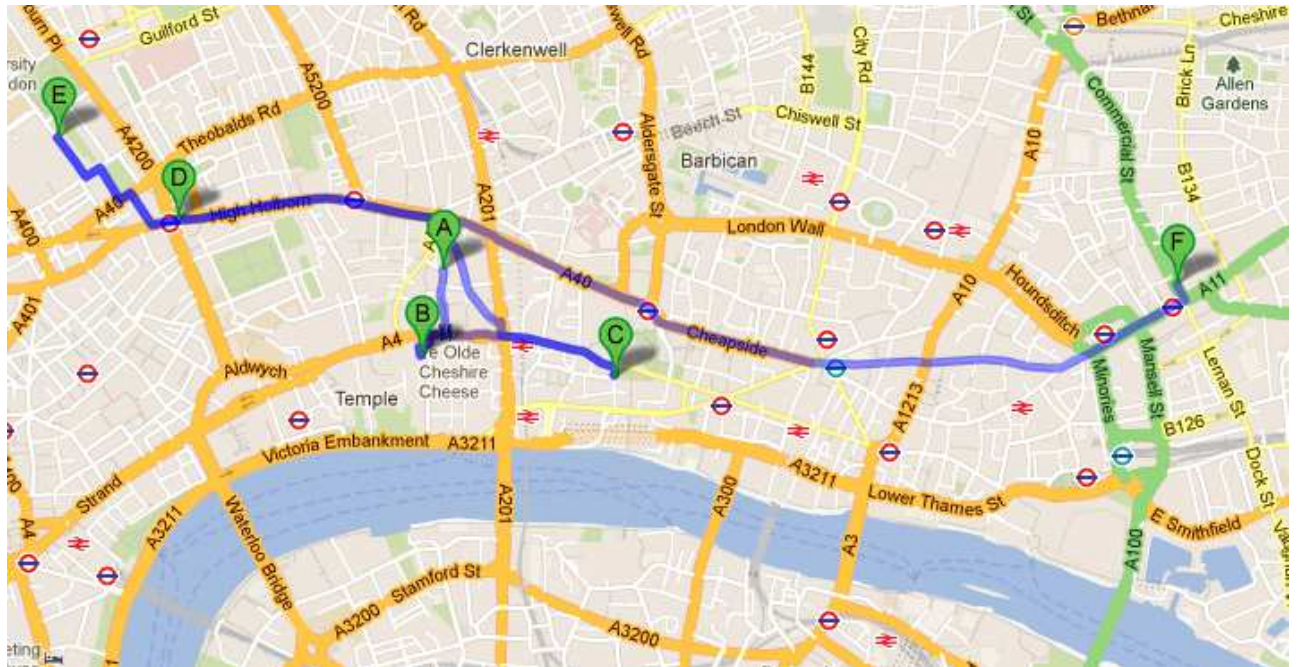 Guilford St
Clerkenwell
A5200
Theobalds Rd
A4200
E
D
A40
A400
High Holborn
A
A201
A401
B
A4
Ye Olde
Cheshire
Cheese
C
Aldwych
Temple
Victoria Embankment
A3211
Strand
A4
A3211
Waterloo Bridge
A201
Stamford St
A3200
A3200
A300
A3
A3211
Lower Thames St
Aldersgate St
Beech St
Barbican
B144
City Rd
Chiswell St
London Wall
A40
Cheapside
A10
A10
A1213
Houndsditch
Commercial St
Brick Ln
Cheshire
Allen
Gardens
B134
F
A11
Minories
Mansell St
Leman St
B126
Dock St
E Smithfield
A100